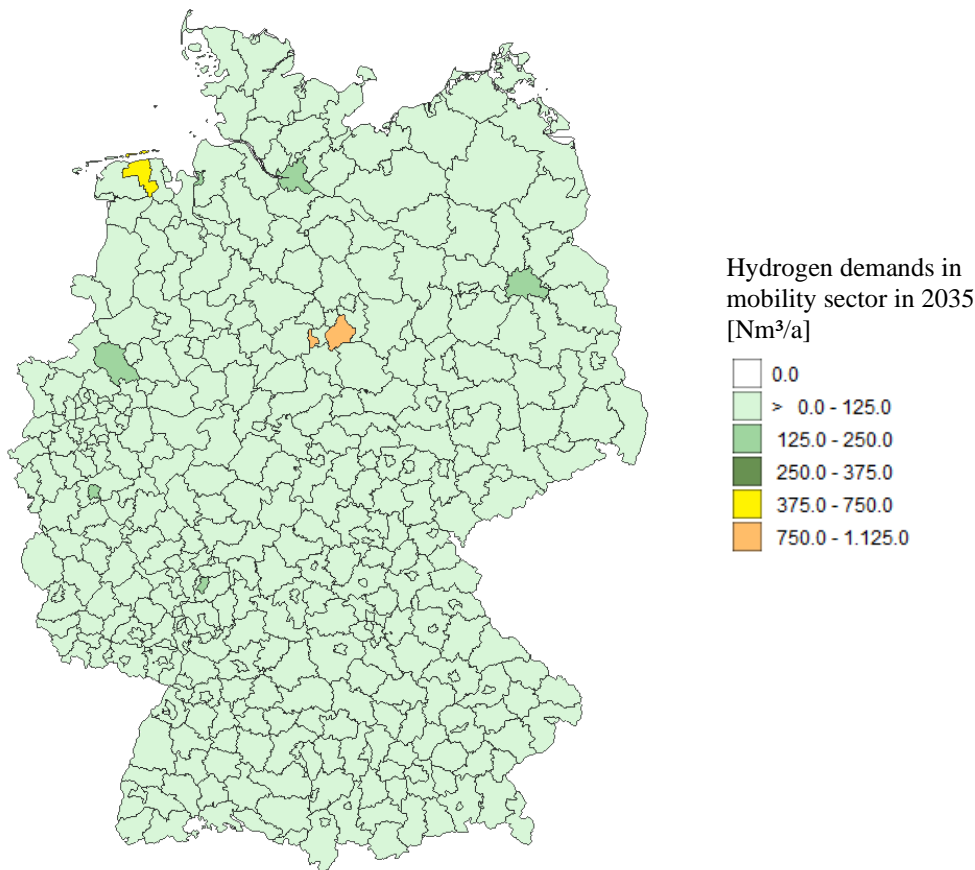 Hydrogen demands in
mobility sector in 2035
[Nm³/a]
0.0
> 0.0 - 125.0
125.0 - 250.0
250.0 - 375.0
375.0 - 750.0
750.0 - 1.125.0